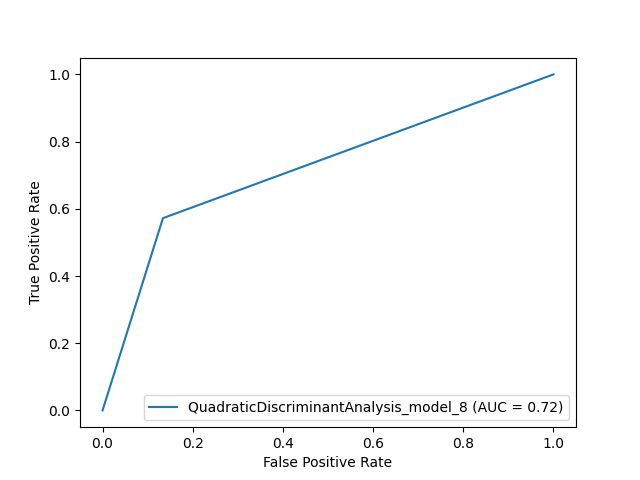 1.0
0.8
0.6
0.4
0.2
0.0
True Positive Rate
QuadraticDiscriminantAnalysis_model_8 (AUC = 0.72)
0.0 0.2 0.4 0.6 0.8 1.0
False Positive Rate